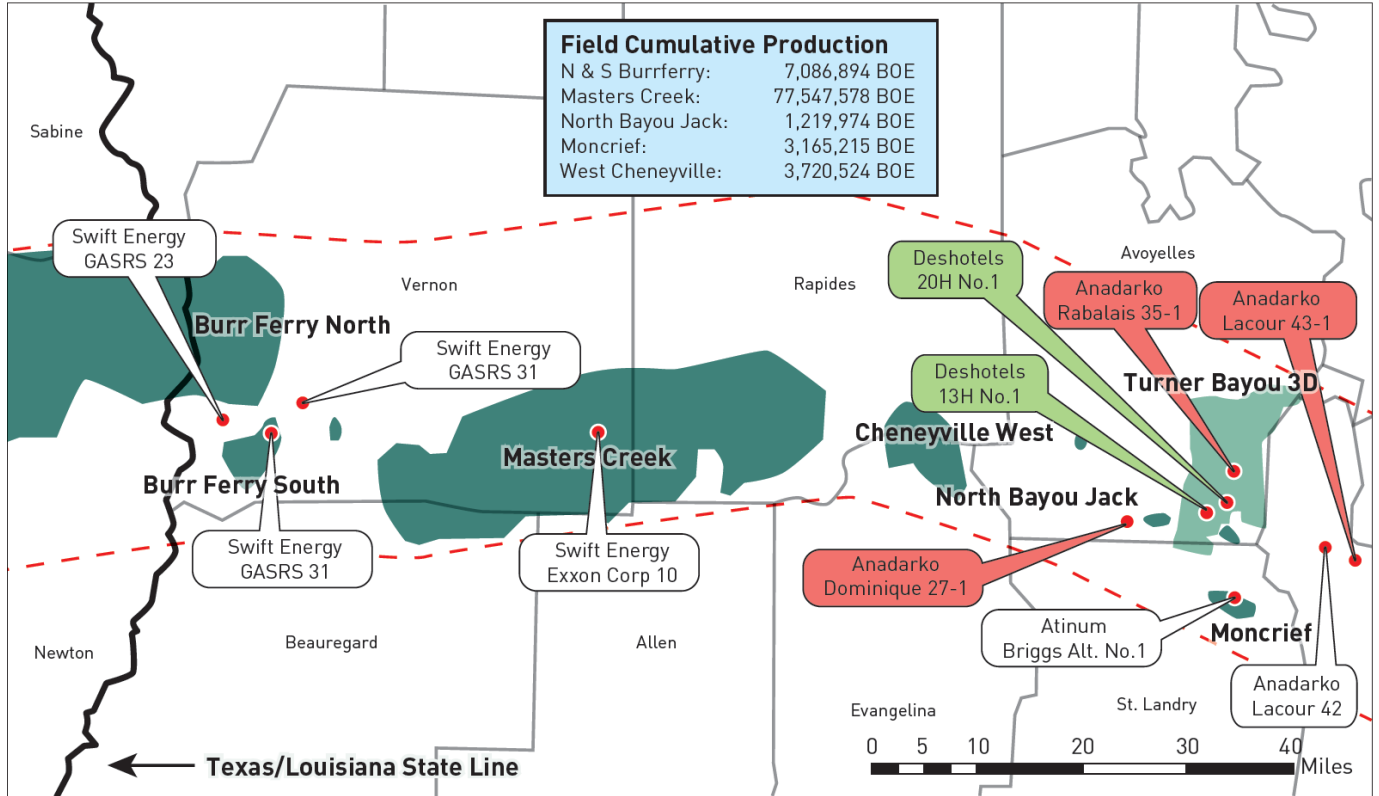 Field Cumulative Production
N & S Burrferry: 7,086,894 BOE
Masters Creek: 77,547,578 BOE
North Bayou Jack: 1,219,974 BOE
Moncrief: 3,165,215 BOE
West Cheneyville: 3,720,524 BOE
Sabine
Swift Energy
GASRS 23
Vernon
Rapides
Avoyelles
Deshotels
20H No.1
Anadarko
Rabalais 35-1
Anadarko
Lacour 43-1
Burr Ferry North
Swift Energy
GASRS 31
Deshotels
13H No.1
Turner Bayou 3D
Cheneyville West
Masters Creek
Burr Ferry South
North Bayou Jack
Swift Energy
GASRS 31
Swift Energy
Exxon Corp 10
Anadarko
Dominique 27-1
Atinum
Briggs Alt. No.1
Moncrief
Newton
Beauregard
Allen
Evangelina
St. Landry
Anadarko
Lacour 42
Texas/Louisiana State Line
0 5 10 20 30 40
Miles